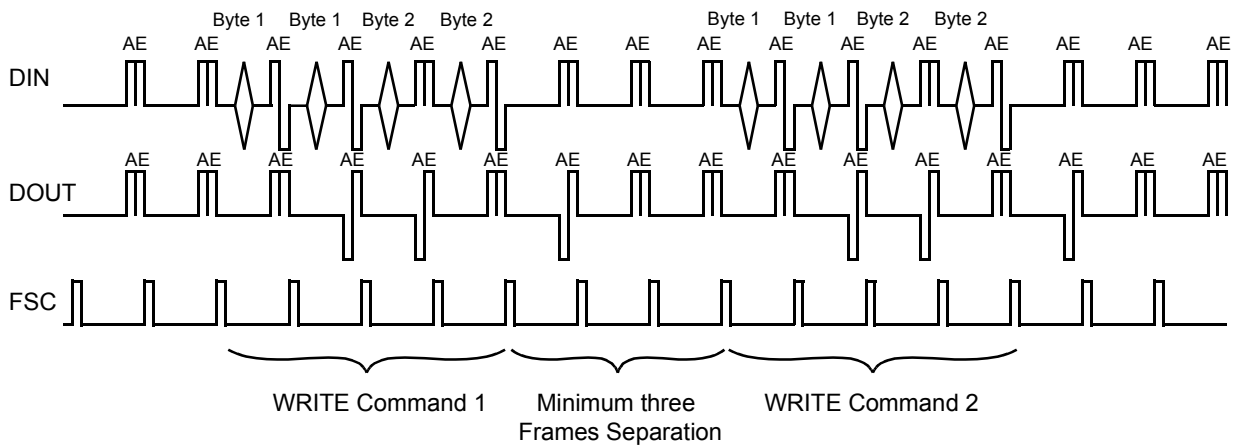 Byte 1 Byte 1 Byte 2 Byte 2 Byte 1 Byte 1 Byte 2 Byte 2
AE AE AE AE AE AE AE AE AE AE AE AE AE AE AE AE
DIN
AE AE AE AE AE AE AE AE AE AE AE AE AE AE AE AE
DOUT
FSC
WRITE Command 1 Minimum three WRITE Command 2
Frames Separation